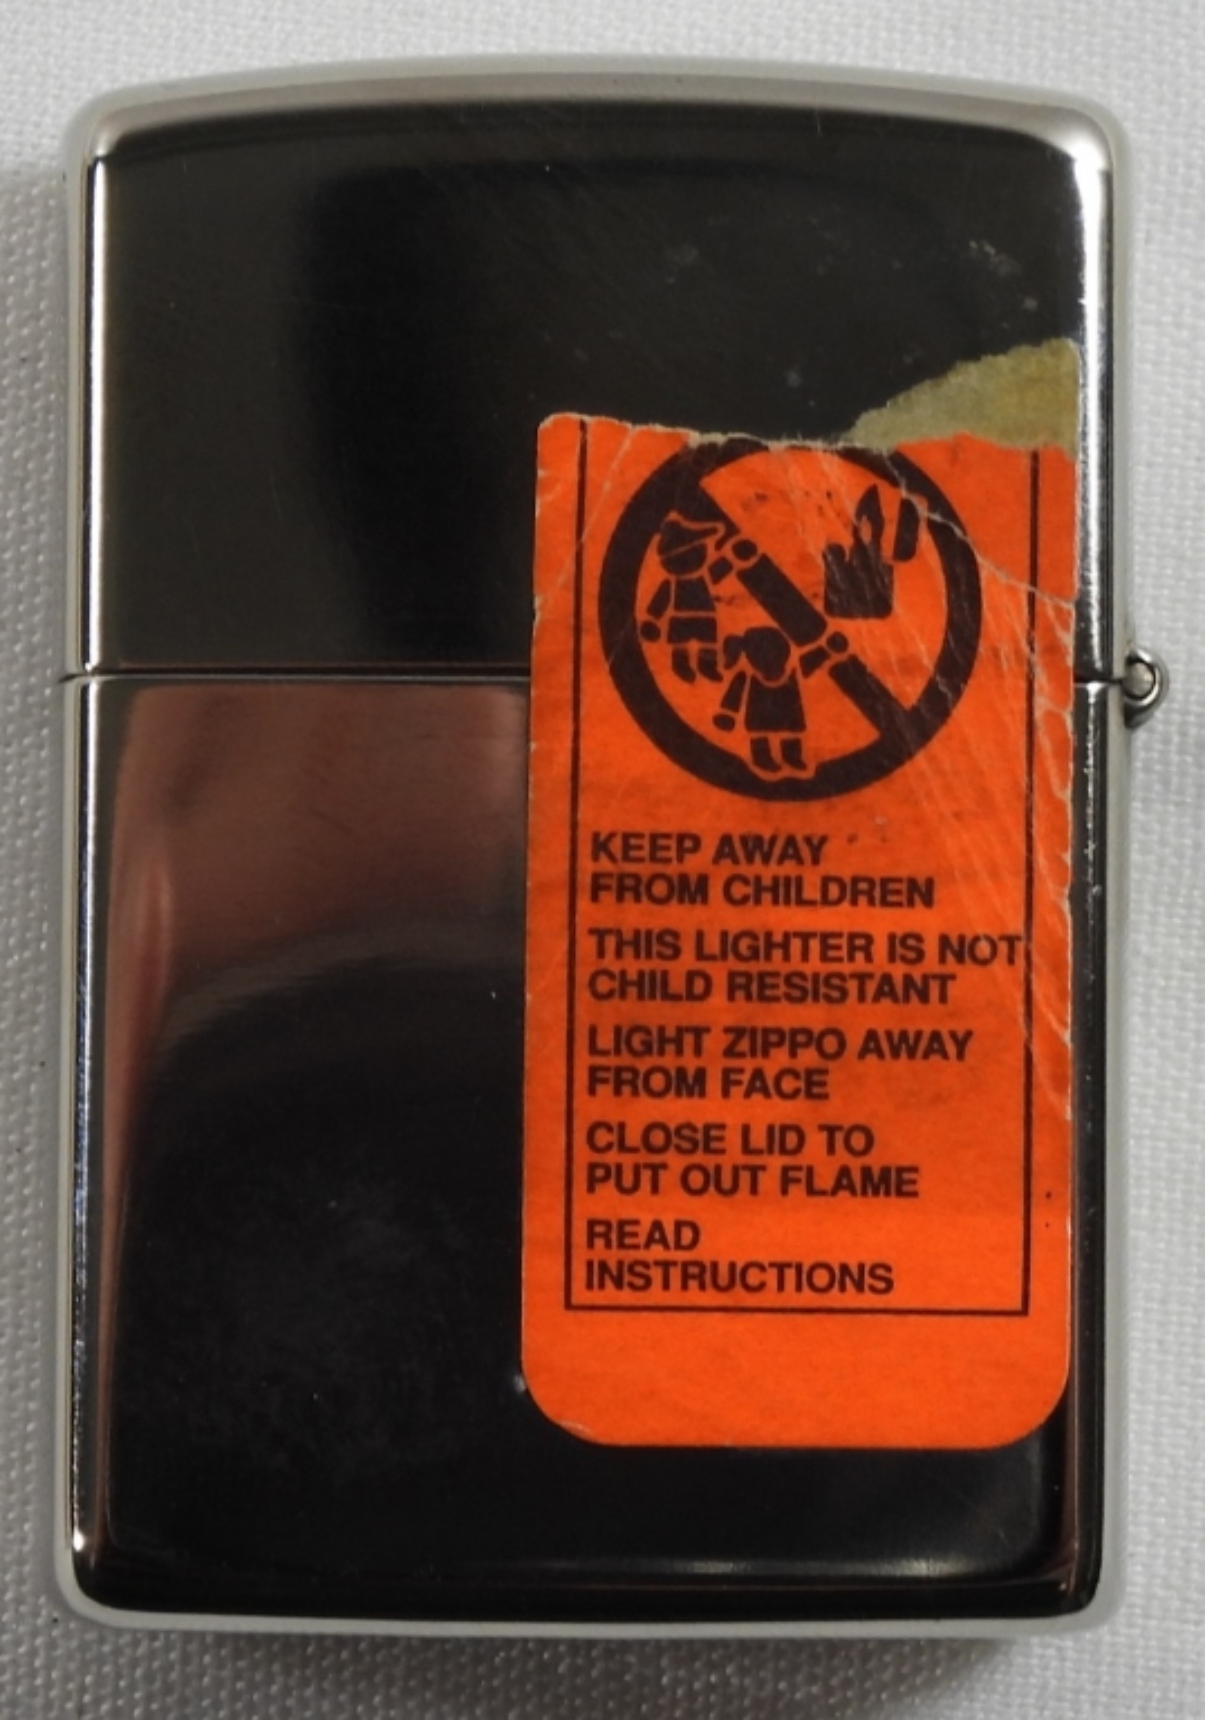 KEEP AWAY
FROM CHILDREN
THIS LIGHTER IS NOT
CHILD RESISTANT
LIGHT ZIPPO AWAY
FROM FACE
CLOSE LID TO
PUT OUT FLAME
READ
INSTRUCTIONS